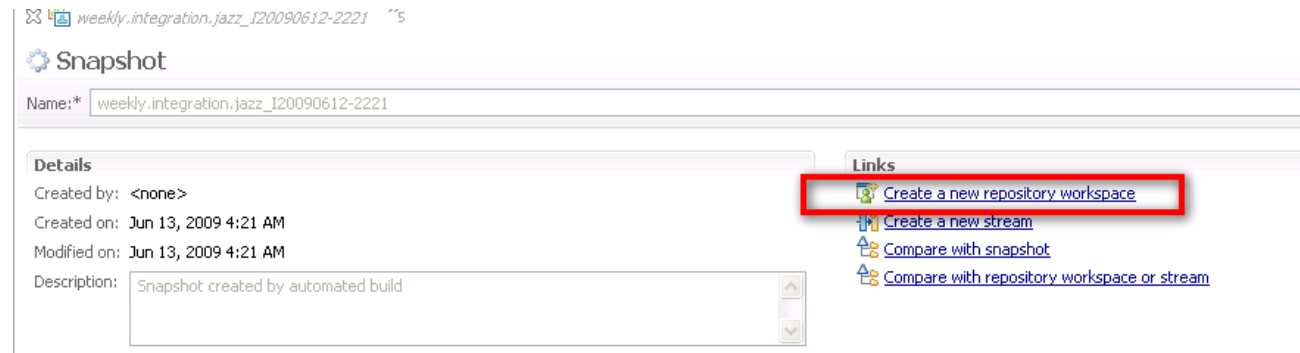 weekly.integration.jazz_I20090612-2221 "5
Snapshot
Name:* weekly.integration.jazz_I20090612-2221
Details
Created by: <none>
Created on: Jun 13, 2009 4:21 AM
Modified on: Jun 13, 2009 4:21 AM
Description: Snapshot created by automated build
Links
Create a new repository workspace
Create a new stream
Compare with snapshot
Compare with repository workspace or stream